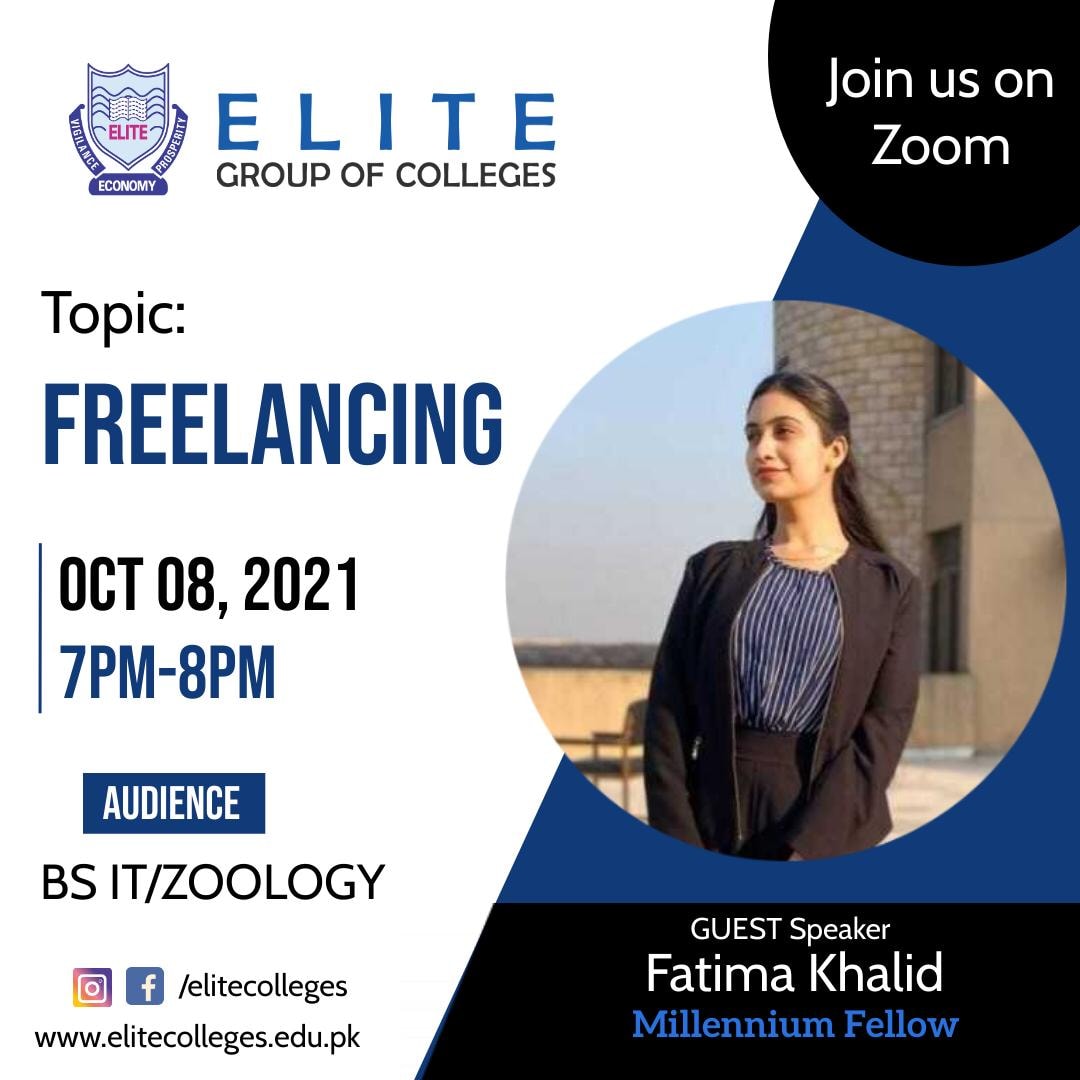 ELITE
VIGILANCE
ECONOMY
PROSPERITY
ELITE
GROUP OF COLLEGES
Join us on
Zoom
Topic:
FREELANCING
OCT 08, 2021
7PM-8PM
AUDIENCE
BS IT/ZOOLOGY
/elitecolleges
www.elitecolleges.edu.pk
GUEST Speaker
Fatima Khalid
Millennium Fellow